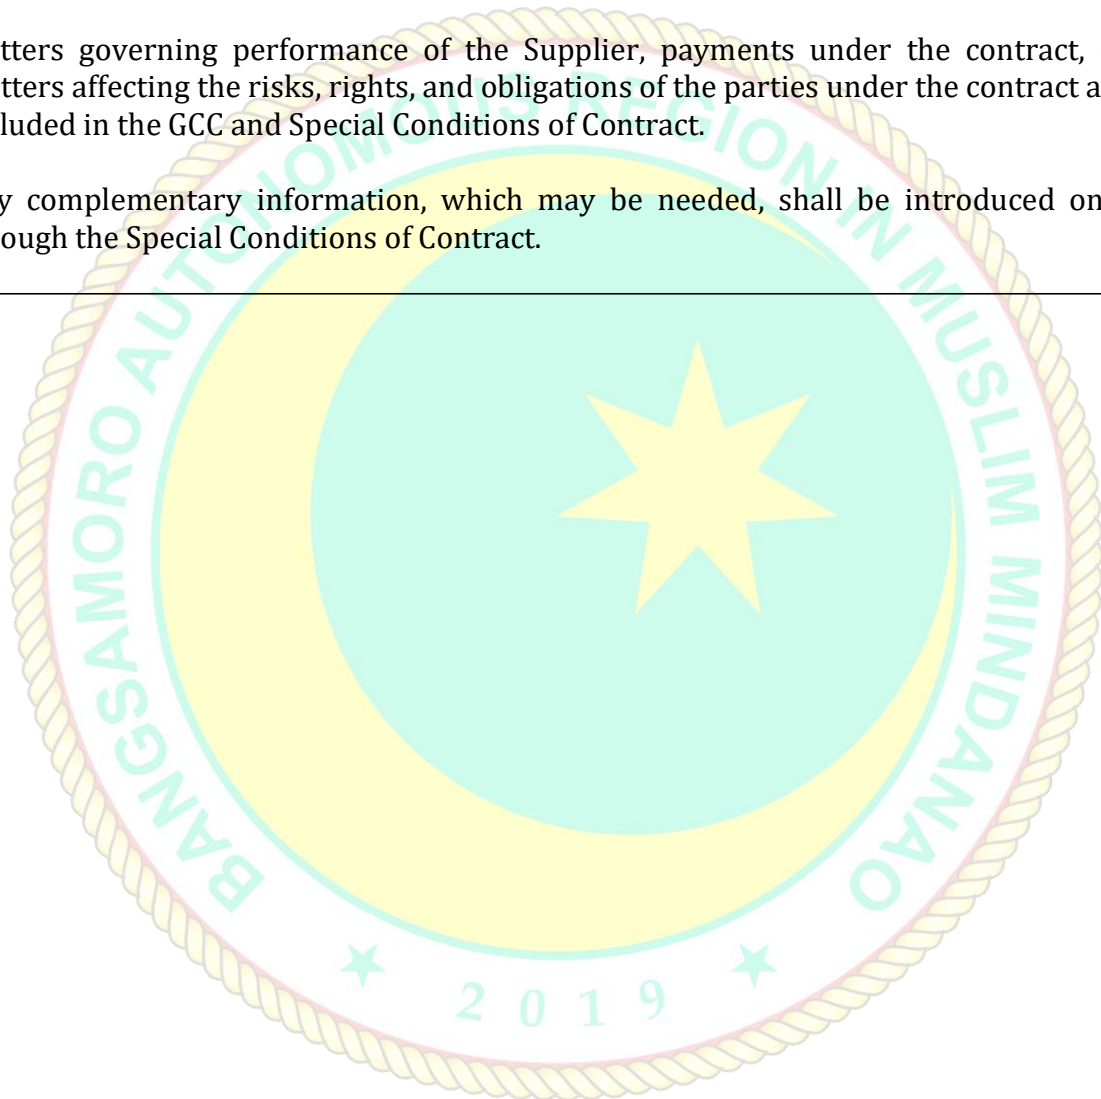 tters governing performance of the Supplier, payments under the contract,
tters affecting the risks, rights, and obligations of the parties under the contract a
luded in the GCC and Special Conditions of Contract.
y complementary information, which may be needed, shall be introduced on
ough the Special Conditions of Contract.
BANGSAMORO AUTONOMOUS REGION IN MUSLIM MINDANAO
2019